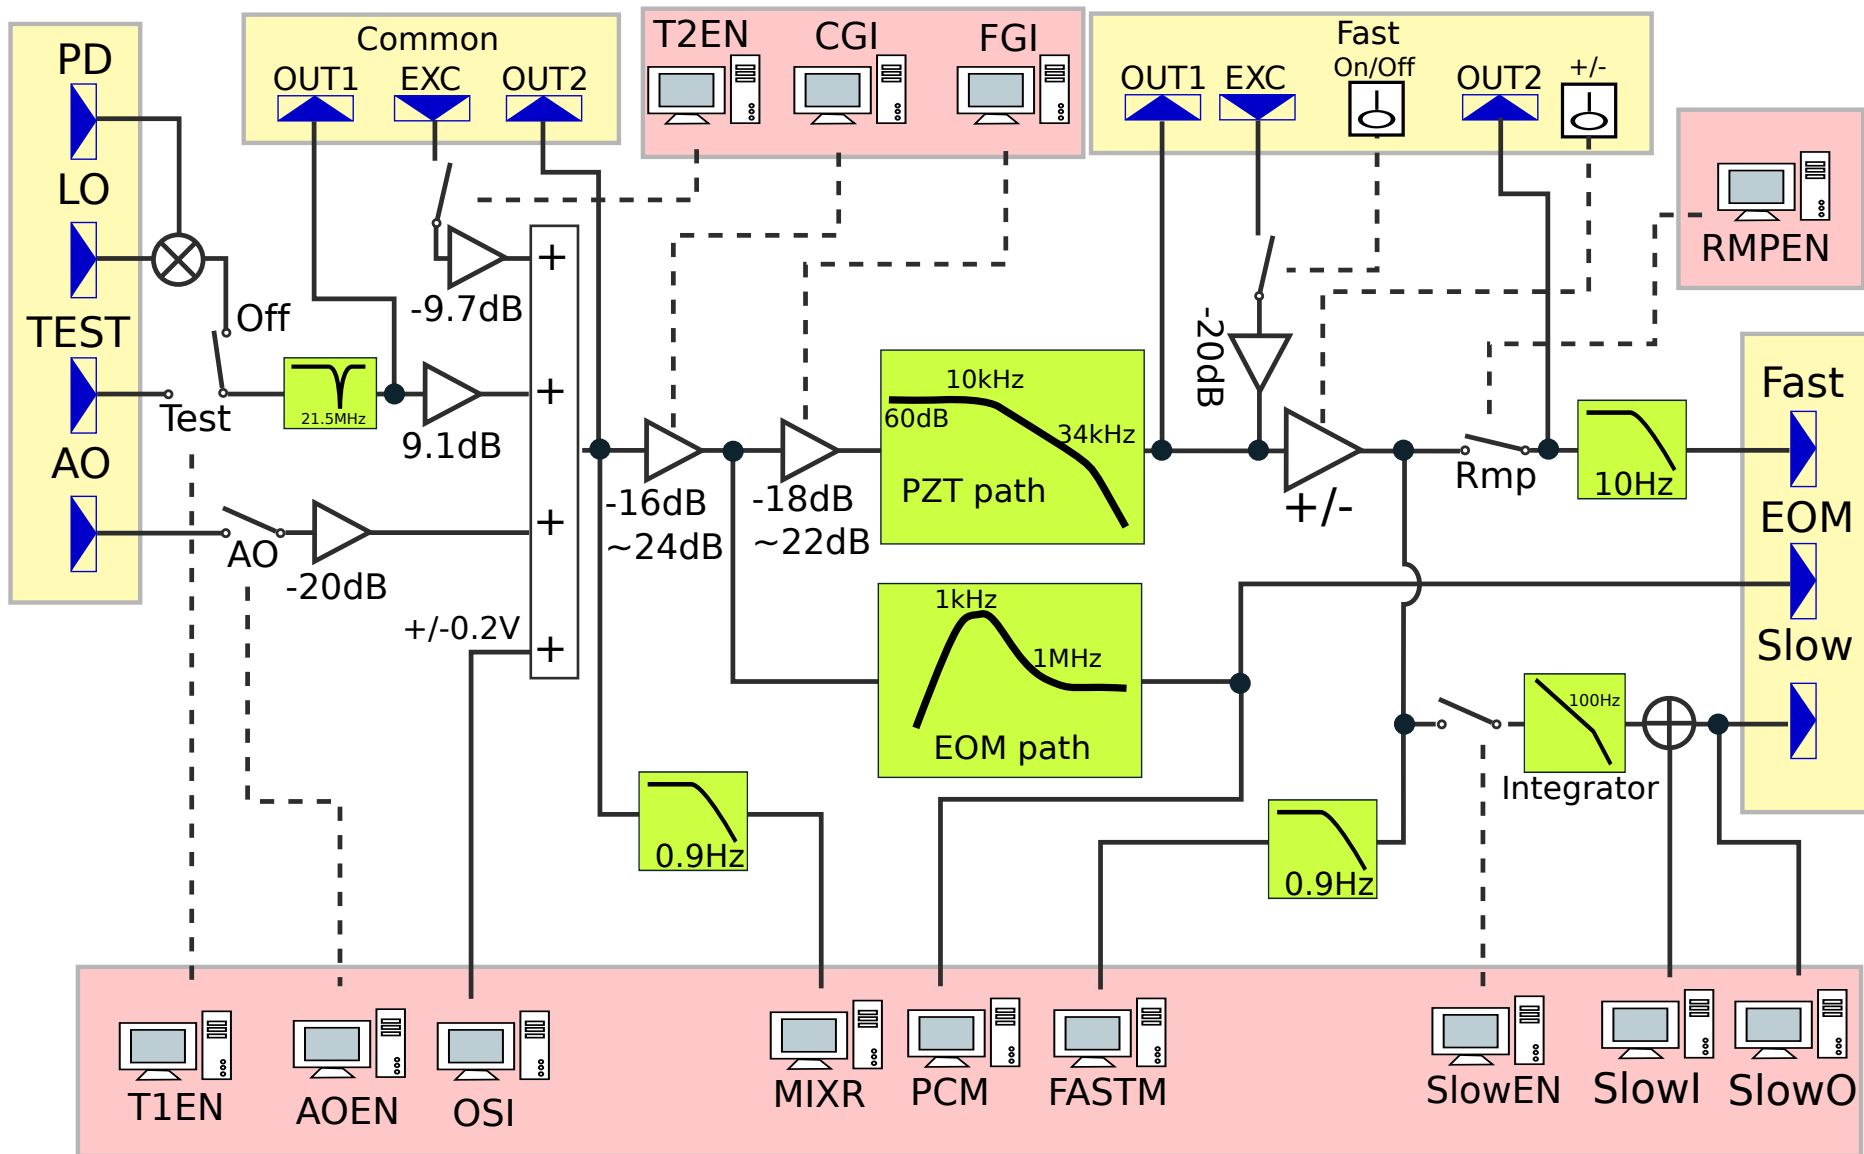 PD
LO
TEST
AO
Common
OUT1 EXC OUT2
T2EN CGI FGI
Fast
OUT1 EXC On/Off OUT2 +/-
RMPEN
Off
Test
21.5MHz
-9.7dB
9.1dB
AO
-20dB
+/-0.2V
+
+
+
+
-16dB
~24dB
-18dB
~22dB
10kHz
60dB
34kHz
PZT path
-20dB
+/-
Rmp
10Hz
Fast
EOM
Slow
1kHz
1MHz
EOM path
100Hz
Integrator
0.9Hz
0.9Hz
T1EN AOEN OSI MIXR PCM FASTM SlowEN SlowI SlowO